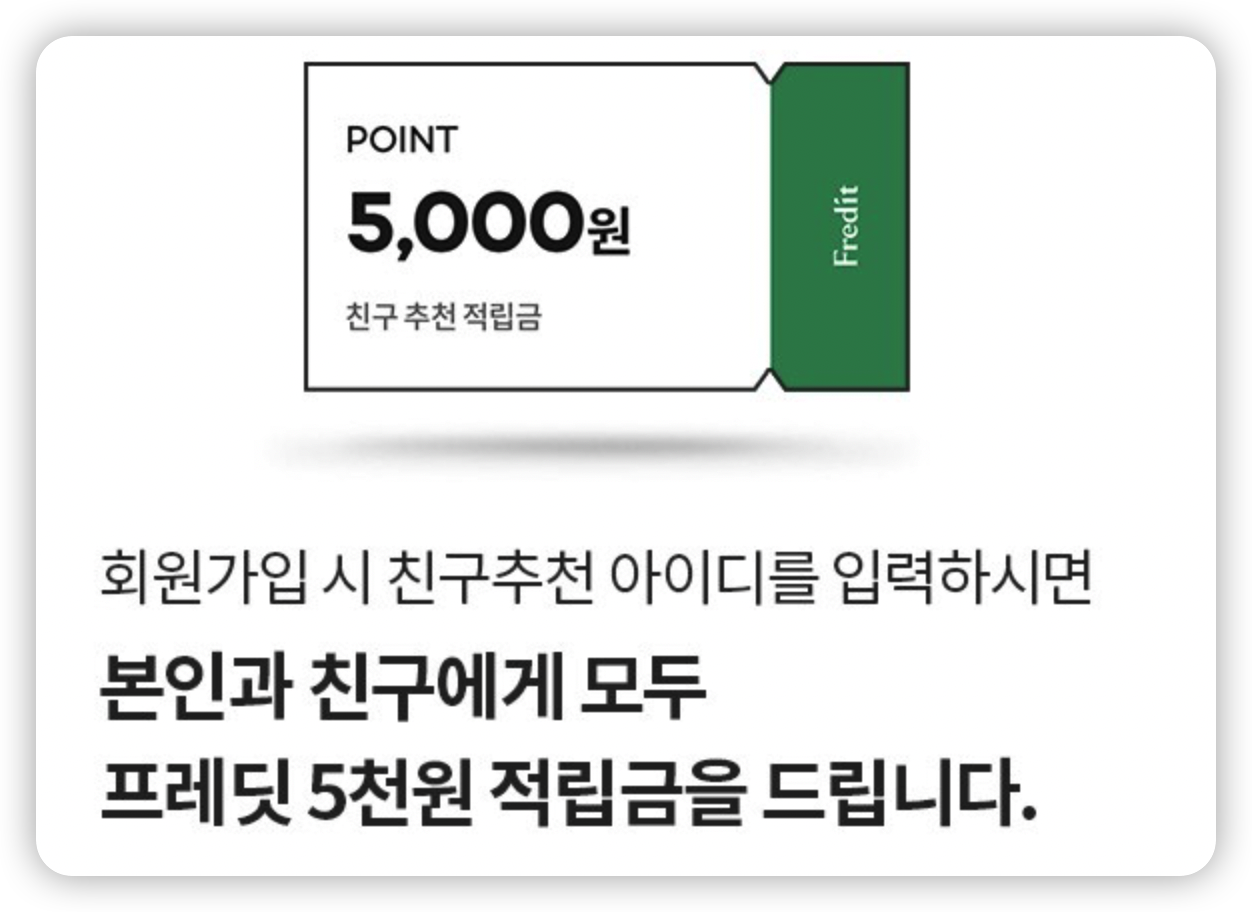 POINT
5,000원
친구 추천 적립금
Fredit
회원가입 시 친구추천 아이디를 입력하시면
본인과 친구에게 모두
프레딧 5천원 적립금을 드립니다.